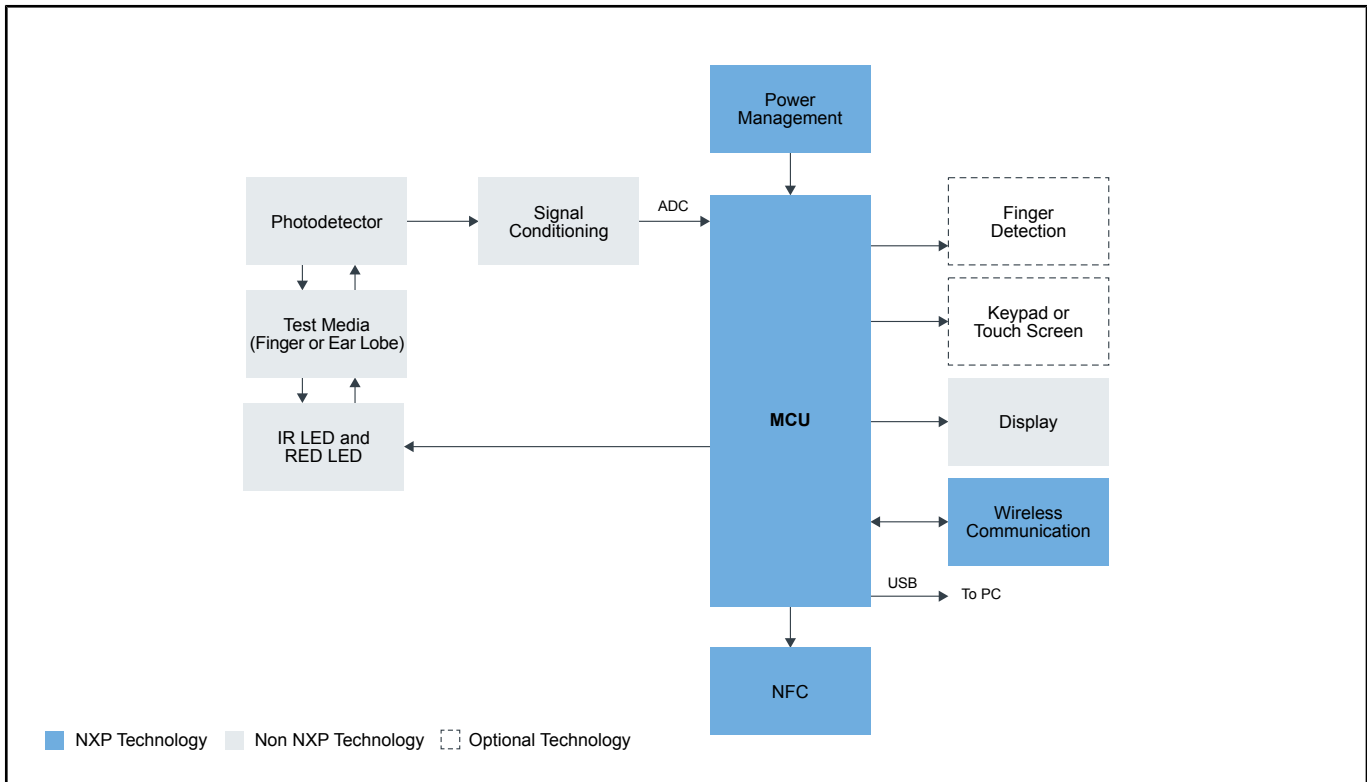 Power
Management
Photodetector
Signal
Conditioning
ADC
Finger
Detection
Test Media
(Finger or Ear Lobe)
Keypad or
Touch Screen
IR LED and
RED LED
MCU
Display
Wireless
Communication
USB
To PC
NFC
NXP Technology
Non NXP Technology
Optional Technology